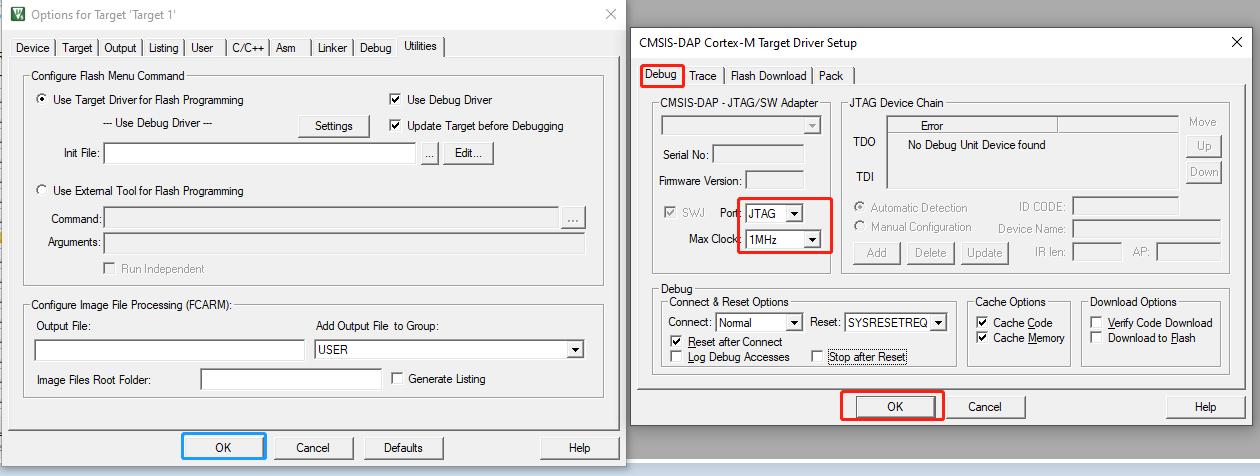 Options for Target 'Target 1'
Device Target Output Listing User C/C++ Asm Linker Debug Utilities
Configure Flash Menu Command
Use Target Driver for Flash Programming
Use Debug Driver
--- Use Debug Driver ---
Settings
Update Target before Debugging
Init File:
...
Edit...
Use External Tool for Flash Programming
Command:
...
Arguments:
Run Independent
Configure Image File Processing (FCARM):
Output File:
Add Output File to Group:
USER
Image Files Root Folder:
Generate Listing
OK Cancel Defaults Help
CMSIS-DAP Cortex-M Target Driver Setup
Debug Trace Flash Download Pack
CMSIS-DAP - JTAG/SW Adapter
Serial No:
Firmware Version:
SWJ Port: JTAG
Max Clock: 1MHz
JTAG Device Chain
Error
No Debug Unit Device found
TDO
TDI
Move
Up
Down
Automatic Detection
Manual Configuration
ID CODE:
Device Name:
Add Delete Update
IR len:
AP:
Debug
Connect & Reset Options
Connect: Normal Reset: SYSRESETREQ
Reset after Connect
Log Debug Accesses Stop after Reset
Cache Options
Cache Code
Cache Memory
Download Options
Verify Code Download
Download to Flash
OK Cancel Help